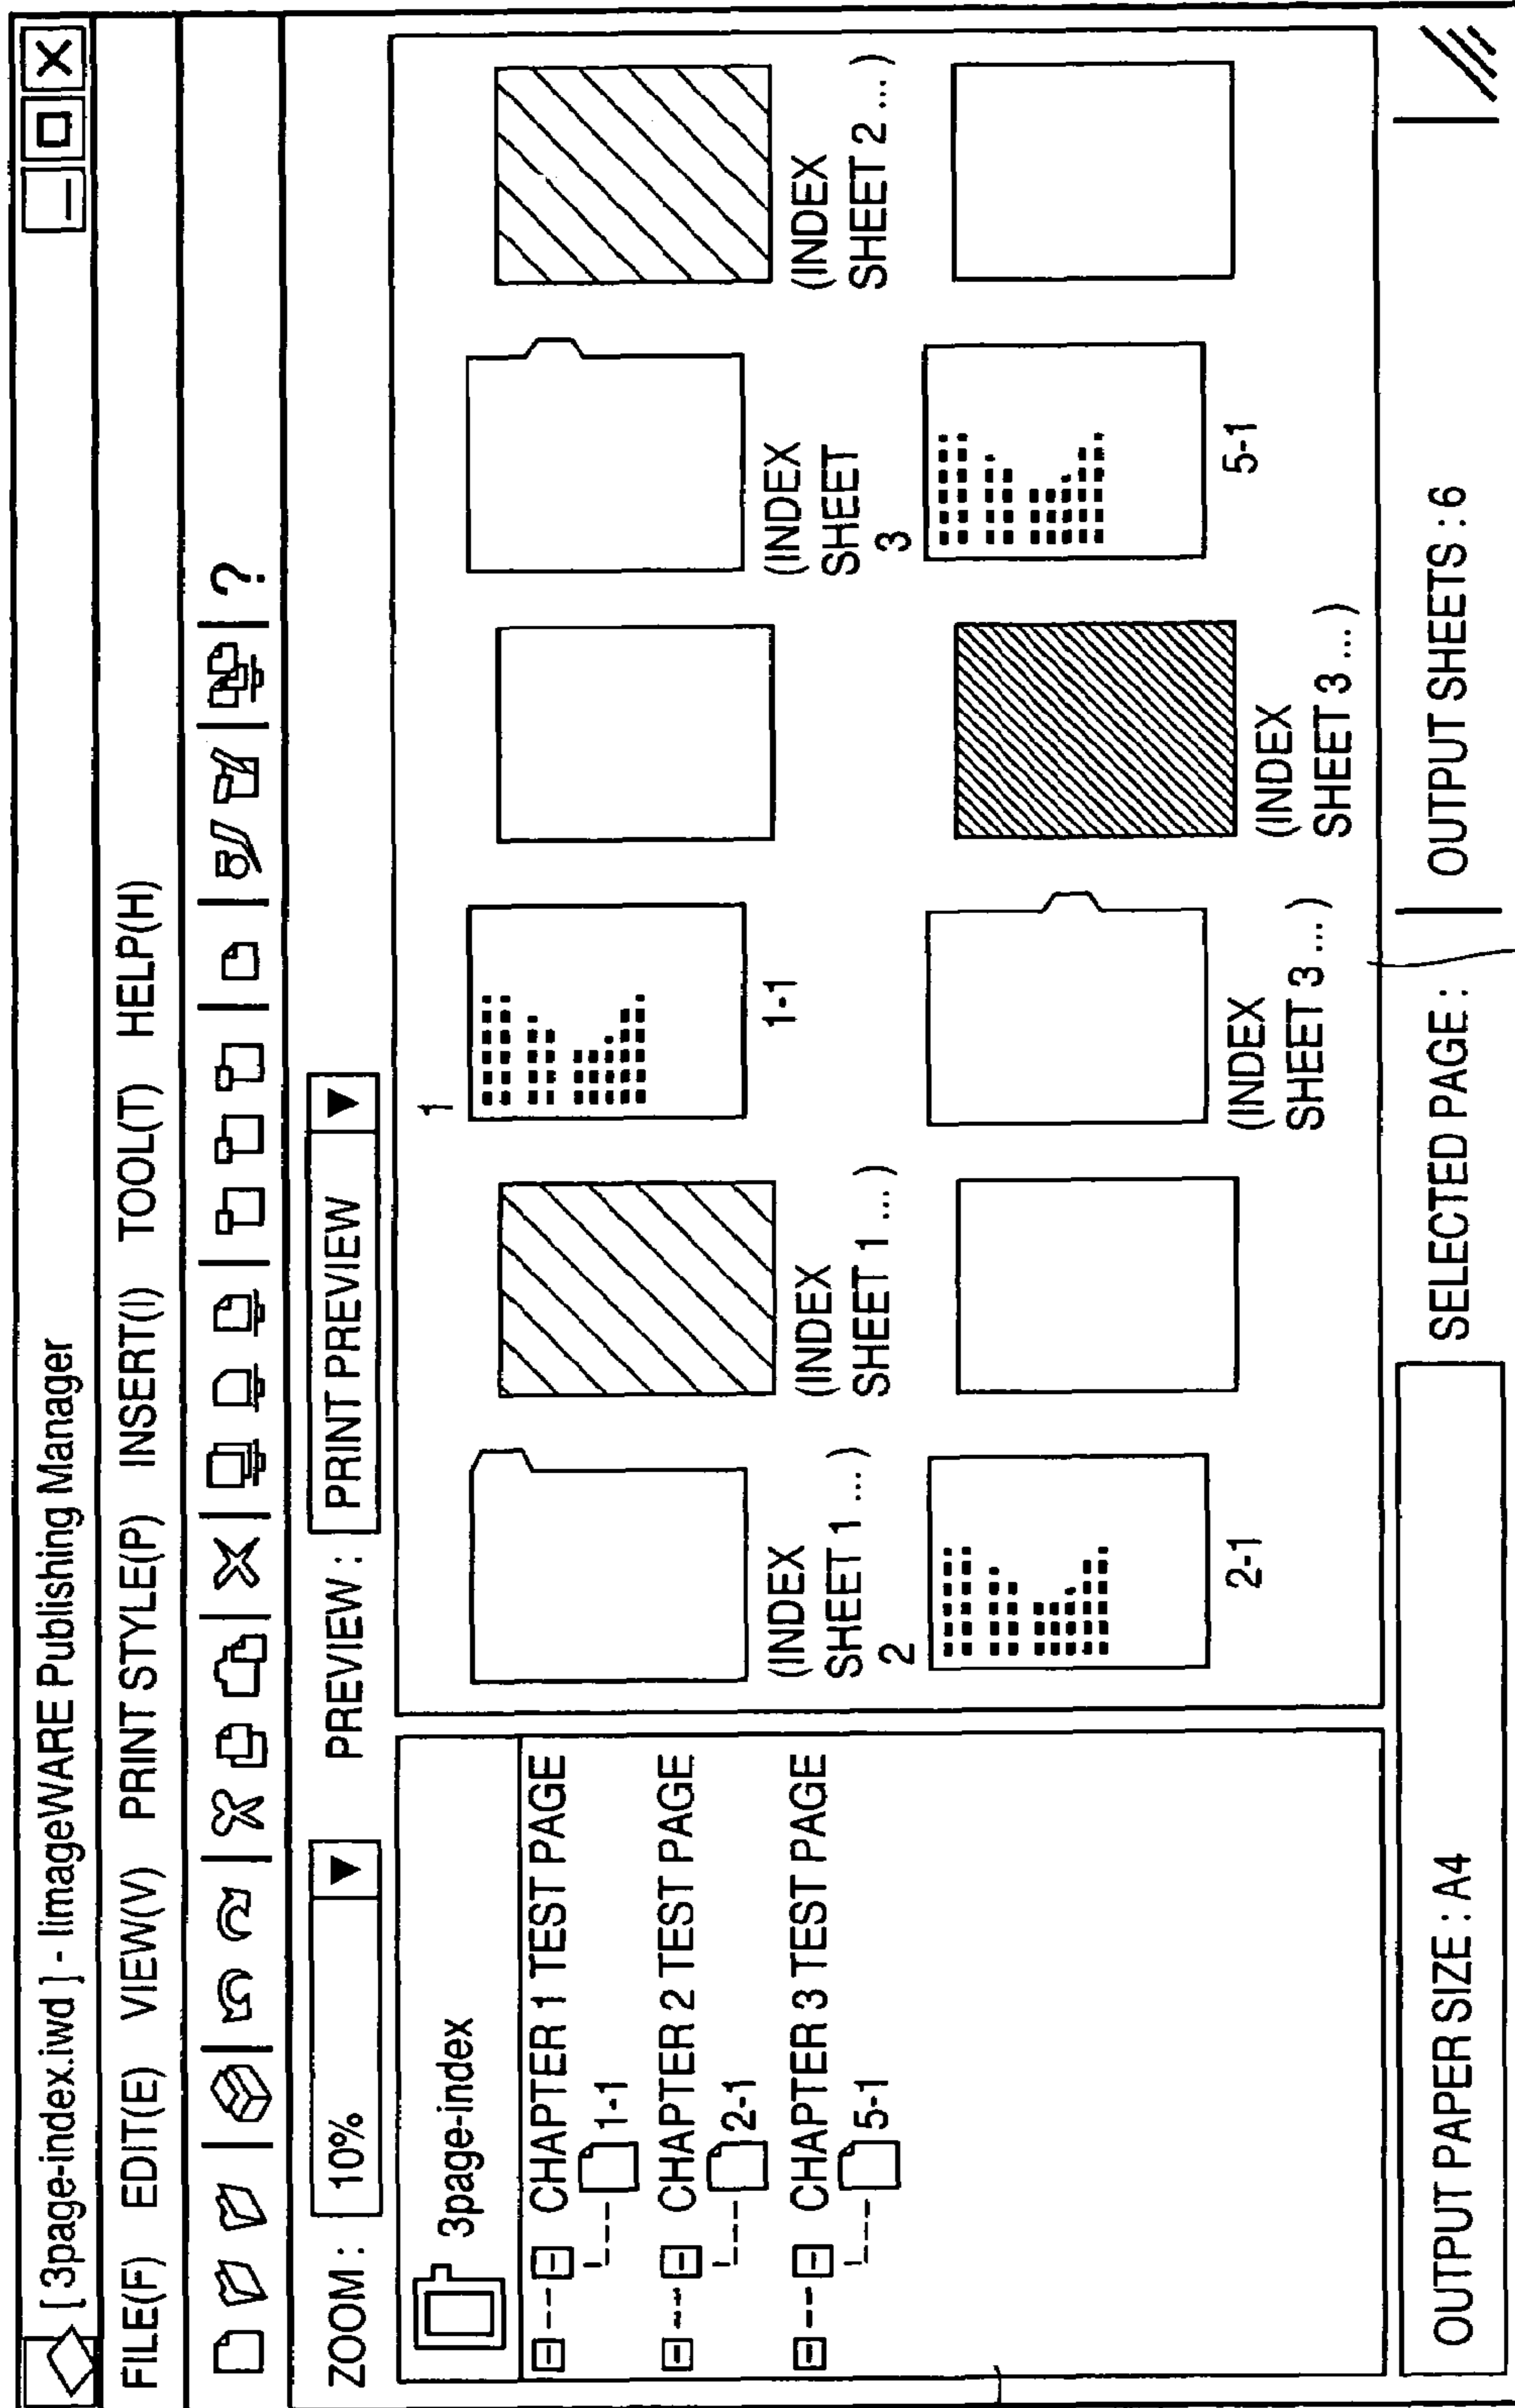 [ 3page-index.iwd ] - IimageWARE Publishing Manager
FILE(F) EDIT(E) VIEW(V) PRINT STYLE(P) INSERT(I) TOOL(T) HELP(H)
?
ZOOM : 10% PREVIEW : PRINT PREVIEW
3page-index
CHAPTER 1 TEST PAGE
1-1
CHAPTER 2 TEST PAGE
2-1
CHAPTER 3 TEST PAGE
5-1
1
(INDEX
SHEET 1 ... )
(INDEX
SHEET 1 ... )
1-1
(INDEX
SHEET
(INDEX
SHEET 2 ... )
2
3
2-1
(INDEX
SHEET 3 ... )
(INDEX
SHEET 3 ... )
5-1
OUTPUT PAPER SIZE : A4
SELECTED PAGE :
OUTPUT SHEETS : 6